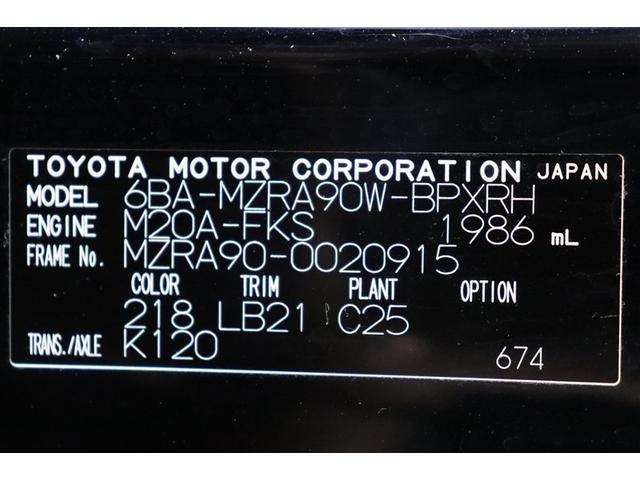 TOYOTA MOTOR CORPORATION JAPAN
MODEL 6BA-MZRA90W-BPXRH
ENGINE M20A-FKS 1986 mL
FRAME No. MZRA90-0020915
COLOR TRIM PLANT OPTION
218 LB21 C25
TRANS./AXLE K120
674